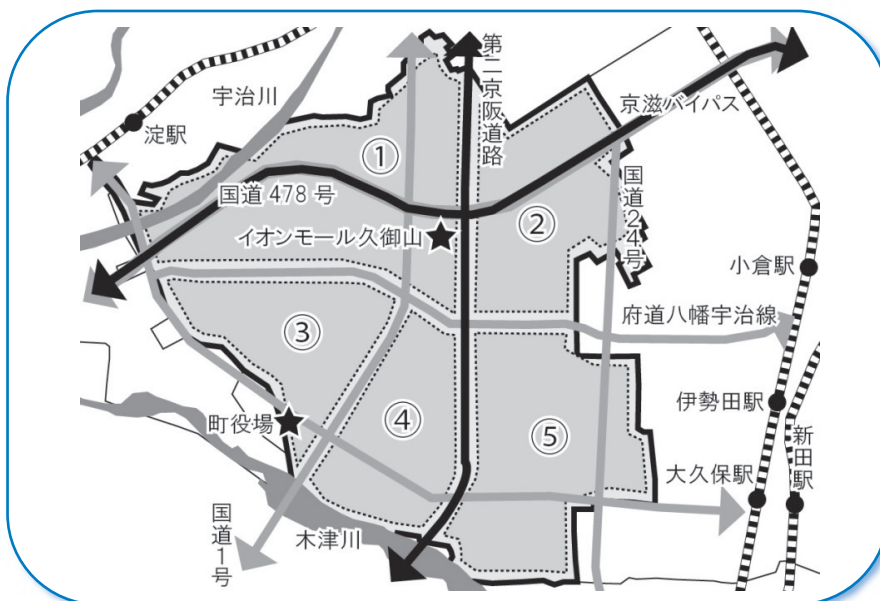 宇治川
淀駅
第二京阪道路
京滋バイパス
①
国道478号
国道24号
②
イオンモール久御山★
小倉駅
府道八幡宇治線
③
伊勢田駅
町役場
★
④
⑤
新田駅
大久保駅
国道1号
木津川